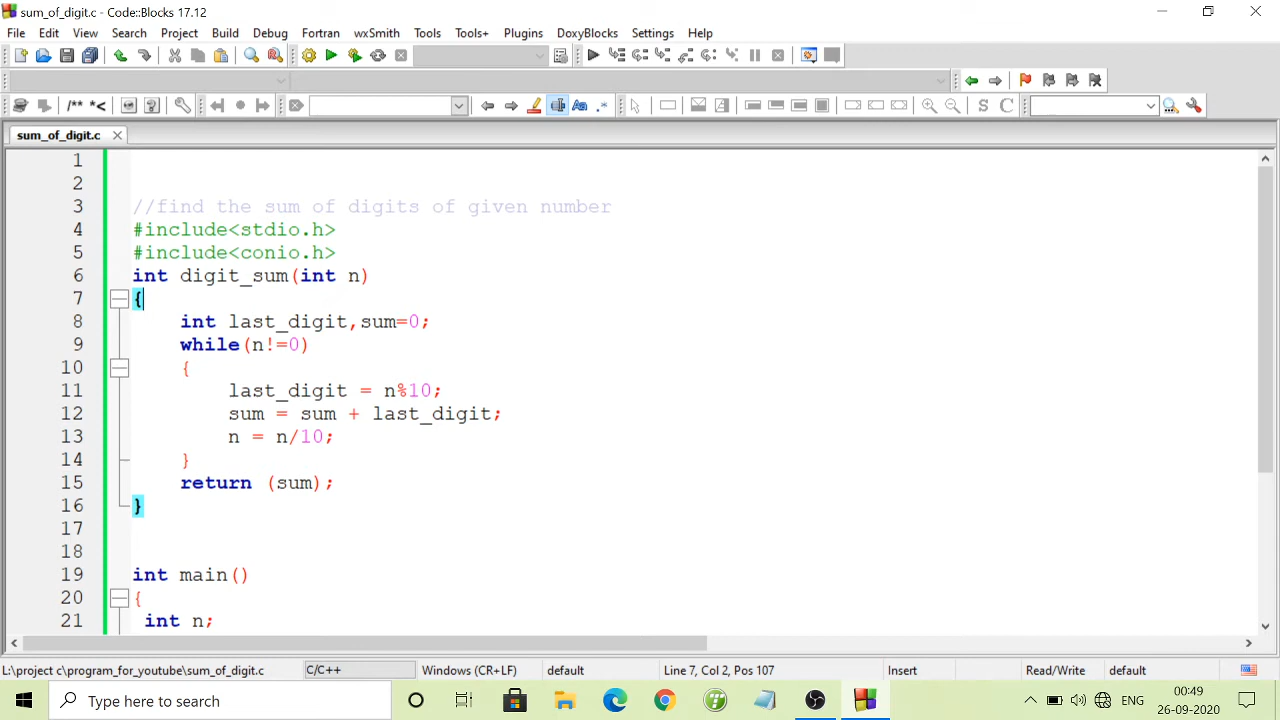 sum_of_digit.c - Code::Blocks 17.12
File Edit View Search Project Build Debug Fortran wxSmith Tools Tools+ Plugins DoxyBlocks Settings Help
/** *<
S C
sum_of_digit.c
1
2
3 //find the sum of digits of given number
4 #include<stdio.h>
5 #include<conio.h>
6 int digit_sum(int n)
7 {
8 int last_digit,sum=0;
9 while(n!=0)
10 {
11 last_digit = n%10;
12 sum = sum + last_digit;
13 n = n/10;
14 }
15 return (sum);
16 }
17
18
19 int main()
20 {
21 int n;
L:\project c\program_for_youtube\sum_of_digit.c C/C++ Windows (CR+LF) default Line 7, Col 2, Pos 107 Insert Read/Write default
Type here to search ENG 00:49
26-09-2020